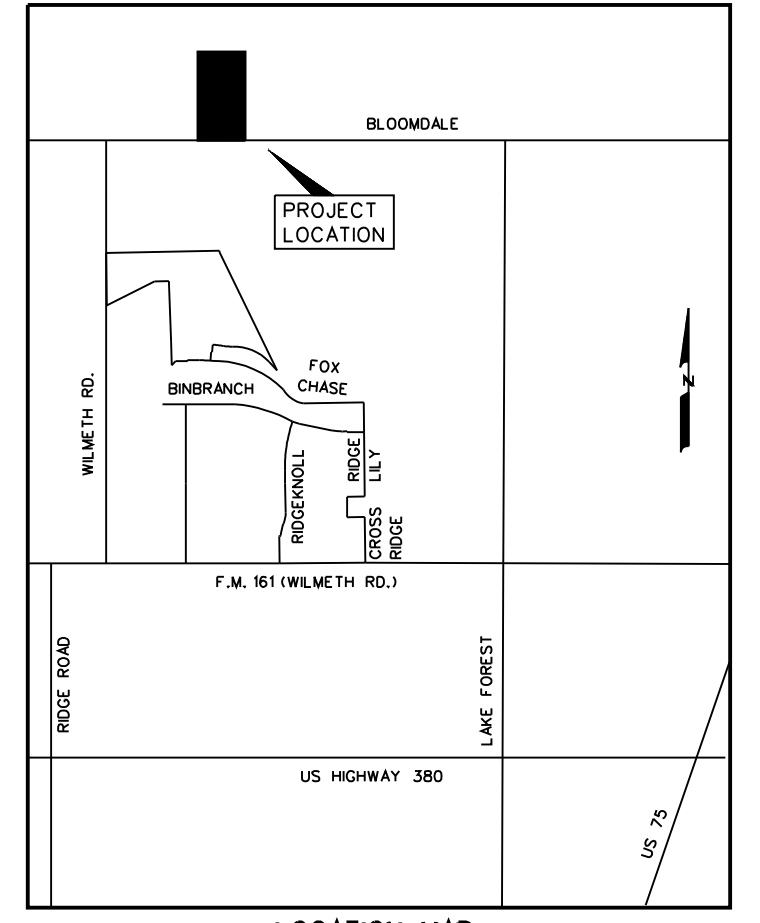 BLOOMDALE
PROJECT
LOCATION
FOX
CHASE
BINBRANCH
WILMETH RD.
RIDGEKNOLL
RIDGE
LILY
CROSS
RIDGE
N
F.M. 161 (WILMETH RD.)
RIDGE ROAD
LAKE FOREST
US HIGHWAY 380
US 75